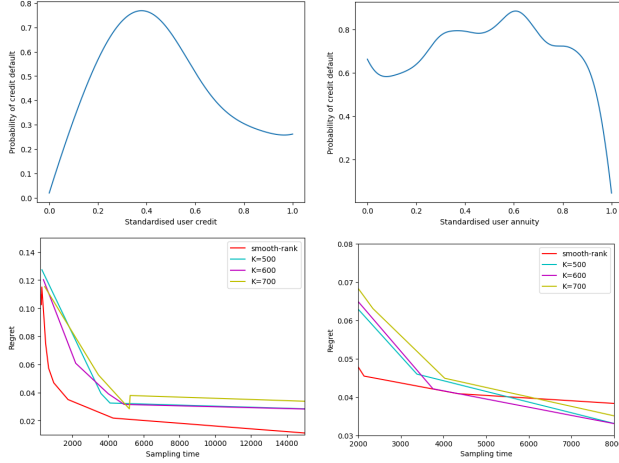 0.8
0.7
0.6
0.5
0.4
0.3
0.2
0.1
0.0
Probability of credit default
0.0 0.2 0.4 0.6 0.8 1.0
Standardised user credit
0.8
0.6
0.4
0.2
Probability of credit default
0.0 0.2 0.4 0.6 0.8 1.0
Standardised user annuity
0.14
0.12
0.10
0.08
0.06
0.04
0.02
Regret
smooth-rank
K=500
K=600
K=700
2000 4000 6000 8000 10000 12000 14000
Sampling time
0.08
0.07
0.06
0.05
0.04
0.03
Regret
smooth-rank
K=500
K=600
K=700
2000 3000 4000 5000 6000 7000 8000
Sampling time